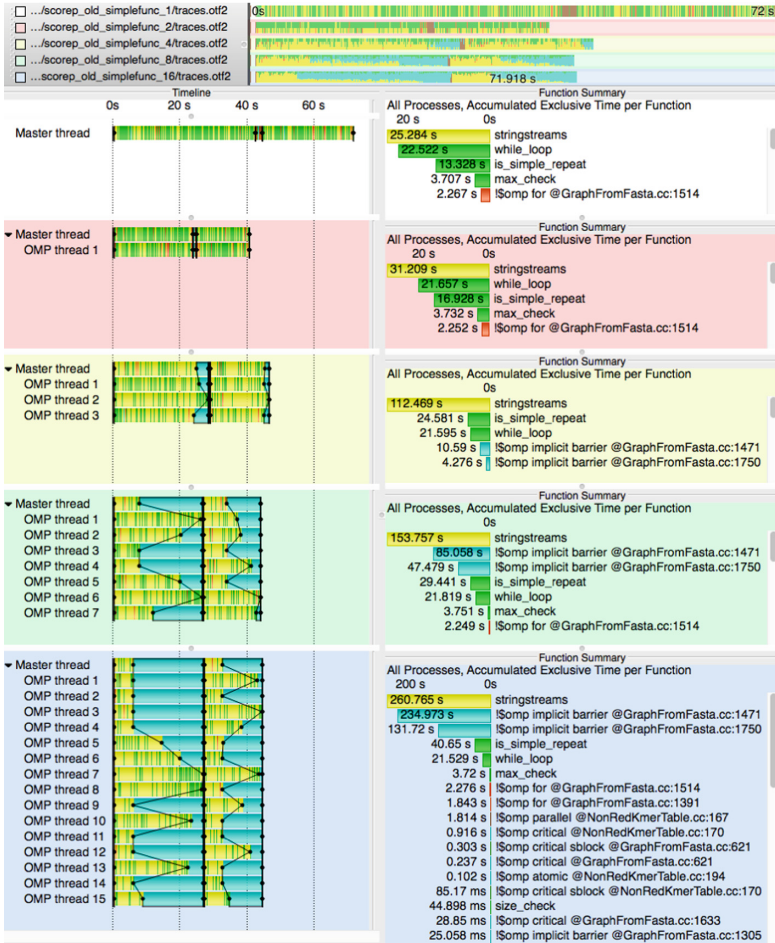 .../scorep_old_simplefunc_1/traces.otf2
0s
72 s
.../scorep_old_simplefunc_2/traces.otf2
.../scorep_old_simplefunc_4/traces.otf2
.../scorep_old_simplefunc_8/traces.otf2
...scorep_old_simplefunc_16/traces.otf2
71.918 s
Timeline
0s 20 s 40 s 60 s
Master thread
Function Summary
All Processes, Accumulated Exclusive Time per Function
20 s 0s
25.284 s stringstreams
22.522 s while_loop
13.328 s is_simple_repeat
3.707 s max_check
2.267 s !$omp for @GraphFromFasta.cc:1514
Master thread
OMP thread 1
Function Summary
All Processes, Accumulated Exclusive Time per Function
20 s 0s
31.209 s stringstreams
21.657 s while_loop
16.928 s is_simple_repeat
3.732 s max_check
2.252 s !$omp for @GraphFromFasta.cc:1514
Master thread
OMP thread 1
OMP thread 2
OMP thread 3
Function Summary
All Processes, Accumulated Exclusive Time per Function
0s
112.469 s stringstreams
24.581 s is_simple_repeat
21.595 s while_loop
10.59 s !$omp implicit barrier @GraphFromFasta.cc:1471
4.276 s !$omp implicit barrier @GraphFromFasta.cc:1750
Master thread
OMP thread 1
OMP thread 2
OMP thread 3
OMP thread 4
OMP thread 5
OMP thread 6
OMP thread 7
Function Summary
All Processes, Accumulated Exclusive Time per Function
0s
153.757 s stringstreams
85.058 s !$omp implicit barrier @GraphFromFasta.cc:1471
47.479 s !$omp implicit barrier @GraphFromFasta.cc:1750
29.441 s is_simple_repeat
21.819 s while_loop
3.751 s max_check
2.249 s !$omp for @GraphFromFasta.cc:1514
Master thread
OMP thread 1
OMP thread 2
OMP thread 3
OMP thread 4
OMP thread 5
OMP thread 6
OMP thread 7
OMP thread 8
OMP thread 9
OMP thread 10
OMP thread 11
OMP thread 12
OMP thread 13
OMP thread 14
OMP thread 15
Function Summary
All Processes, Accumulated Exclusive Time per Function
200 s 0s
260.765 s stringstreams
234.973 s !$omp implicit barrier @GraphFromFasta.cc:1471
131.72 s !$omp implicit barrier @GraphFromFasta.cc:1750
40.65 s is_simple_repeat
21.529 s while_loop
3.72 s max_check
2.276 s !$omp for @GraphFromFasta.cc:1514
1.843 s !$omp for @GraphFromFasta.cc:1391
1.814 s !$omp parallel @NonRedKmerTable.cc:167
0.916 s !$omp critical @NonRedKmerTable.cc:170
0.303 s !$omp critical sblock @GraphFromFasta.cc:621
0.237 s !$omp critical @GraphFromFasta.cc:621
0.102 s !$omp atomic @NonRedKmerTable.cc:194
85.17 ms !$omp critical sblock @NonRedKmerTable.cc:170
44.898 ms size_check
28.85 ms !$omp critical @GraphFromFasta.cc:1633
25.058 ms !$omp implicit barrier @GraphFromFasta.cc:1305